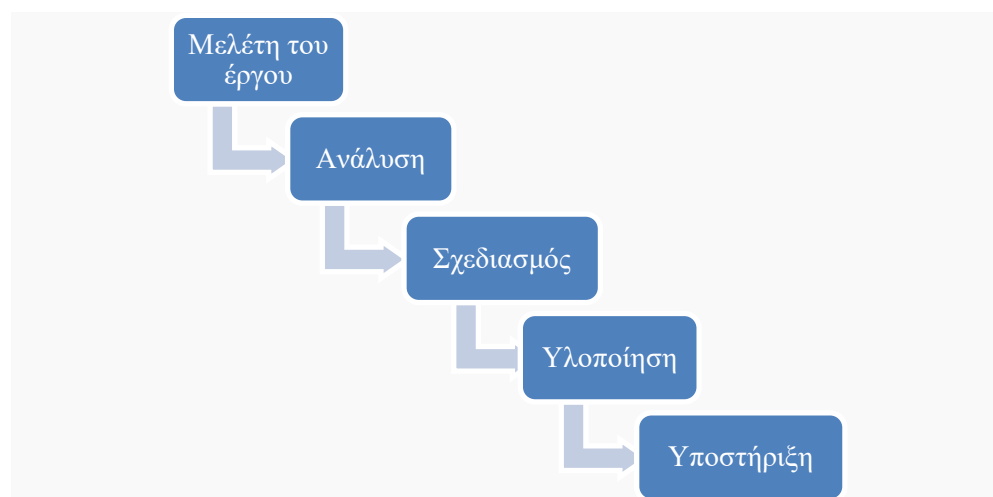 Μελέτη του
έργου
Ανάλυση
Σχεδιασμός
Υλοποίηση
Υποστήριξη